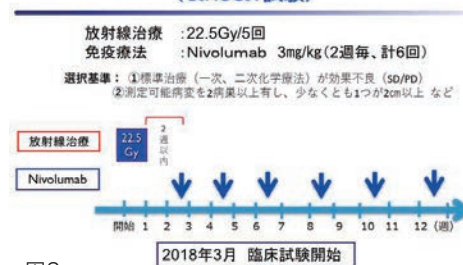 放射線治療 :22.5Gy/5回
免疫療法 :Nivolumab 3mg/kg(2週毎、計6回)
選択基準: ①標準治療(一次、二次化学療法)が効果不良(SD/PD)
②測定可能病変を2病巣以上有し、少なくとも1つが2cm以上 など
放射線治療
22.5
Gy
2週以内
Nivolumab
開始 1 2 3 4 5 6 7 8 9 10 11 12 (週)
2018年3月 臨床試験開始